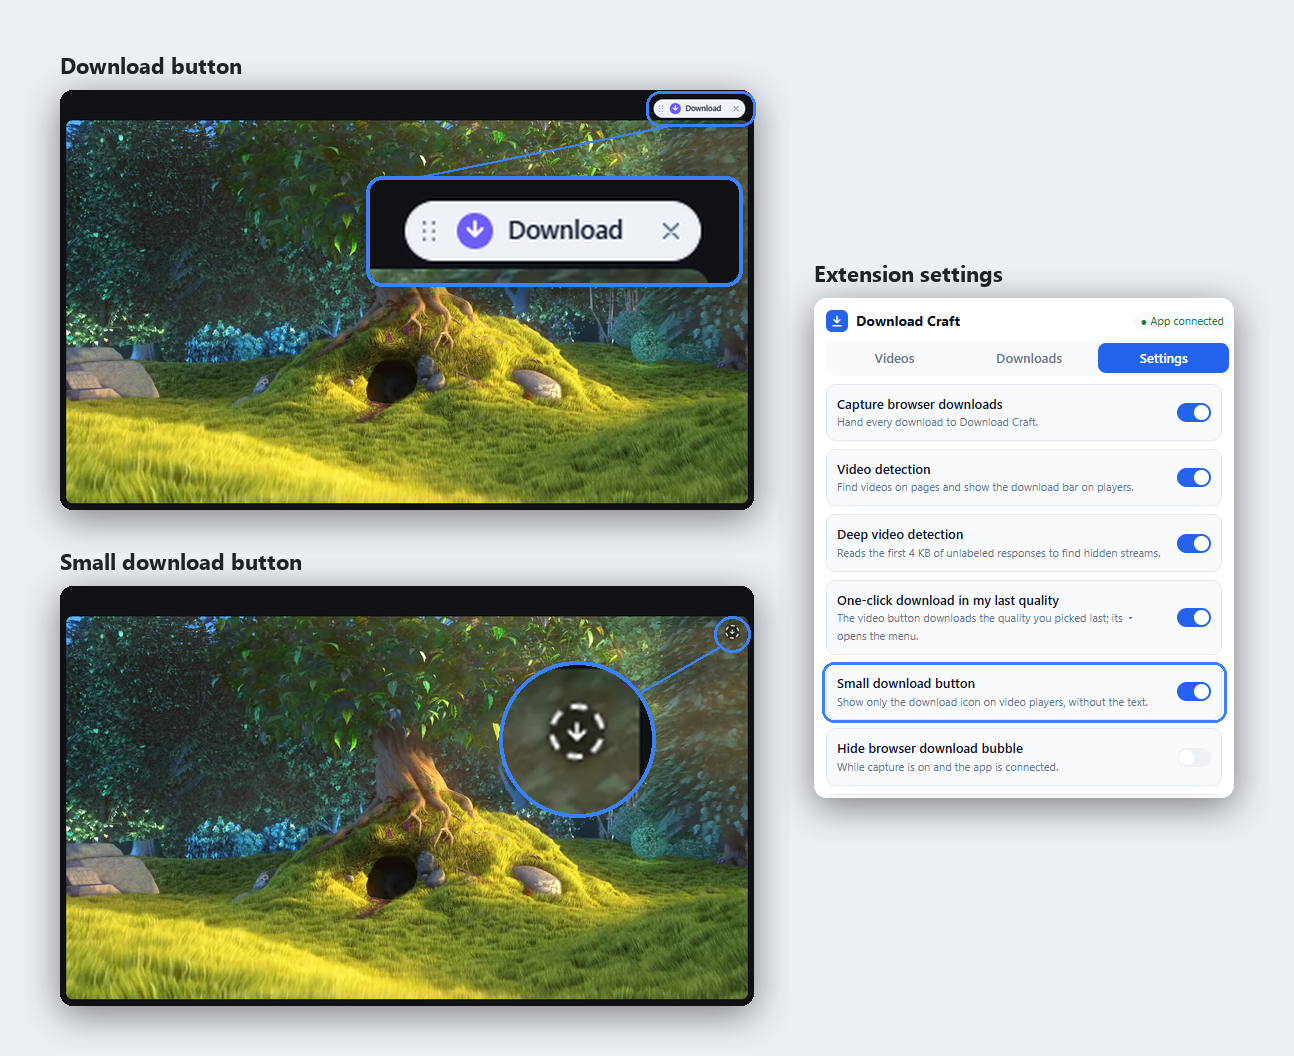 Download button
Download
Download
Small download button
Extension settings
Download Craft
App connected
Videos
Downloads
Settings
Capture browser downloads
Hand every download to Download Craft.
Video detection
Find videos on pages and show the download bar on players.
Deep video detection
Reads the first 4 KB of unlabeled responses to find hidden streams.
One-click download in my last quality
The video button downloads the quality you picked last; its ▾
opens the menu.
Small download button
Show only the download icon on video players, without the text.
Hide browser download bubble
While capture is on and the app is connected.